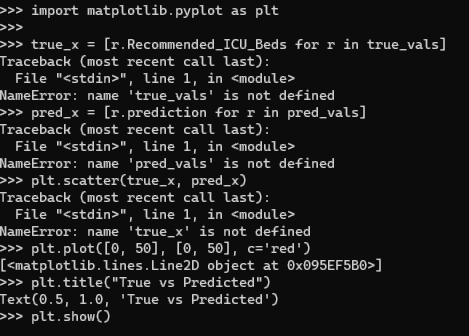 >>> import matplotlib.pyplot as plt
>>>
>>> true_x = [r.Recommended_ICU_Beds for r in true_vals]
Traceback (most recent call last):
  File "<stdin>", line 1, in <module>
NameError: name 'true_vals' is not defined
>>> pred_x = [r.prediction for r in pred_vals]
Traceback (most recent call last):
  File "<stdin>", line 1, in <module>
NameError: name 'pred_vals' is not defined
>>> plt.scatter(true_x, pred_x)
Traceback (most recent call last):
  File "<stdin>", line 1, in <module>
NameError: name 'true_x' is not defined
>>> plt.plot([0, 50], [0, 50], c='red')
[<matplotlib.lines.Line2D object at 0x095EF5B0>]
>>> plt.title("True vs Predicted")
Text(0.5, 1.0, 'True vs Predicted')
>>> plt.show()